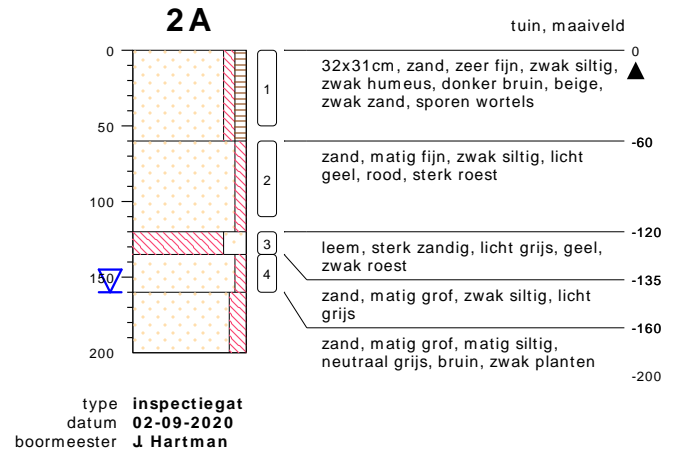 2A
tuin, maaiveld
0
50
100
150
200
1
2
3
4
0
32x31cm, zand, zeer fijn, zwak siltig,
zwak humeus, donker bruin, beige,
zwak zand, sporen wortels
-60
zand, matig fijn, zwak siltig, licht
geel, rood, sterk roest
-120
leem, sterk zandig, licht grijs, geel,
zwak roest
-135
zand, matig grof, zwak siltig, licht
grijs
-160
zand, matig grof, matig siltig,
neutraal grijs, bruin, zwak planten
-200
type inspectiegat
datum 02-09-2020
boormeester J Hartman